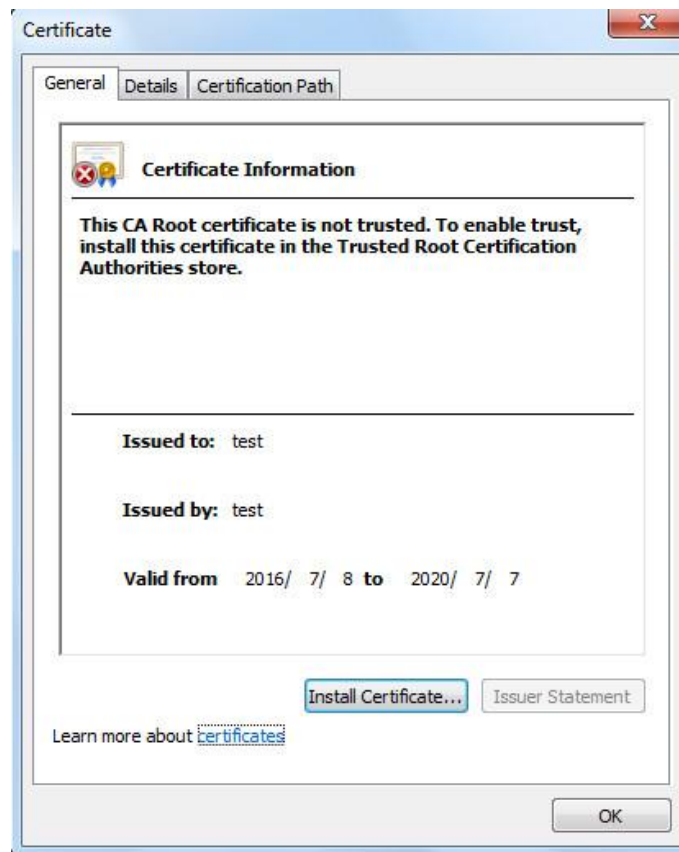 Certificate
General Details Certification Path
Certificate Information
This CA Root certificate is not trusted. To enable trust,
install this certificate in the Trusted Root Certification
Authorities store.
Issued to: test
Issued by: test
Valid from 2016/ 7/ 8 to 2020/ 7/ 7
Install Certificate... Issuer Statement
Learn more about certificates
OK